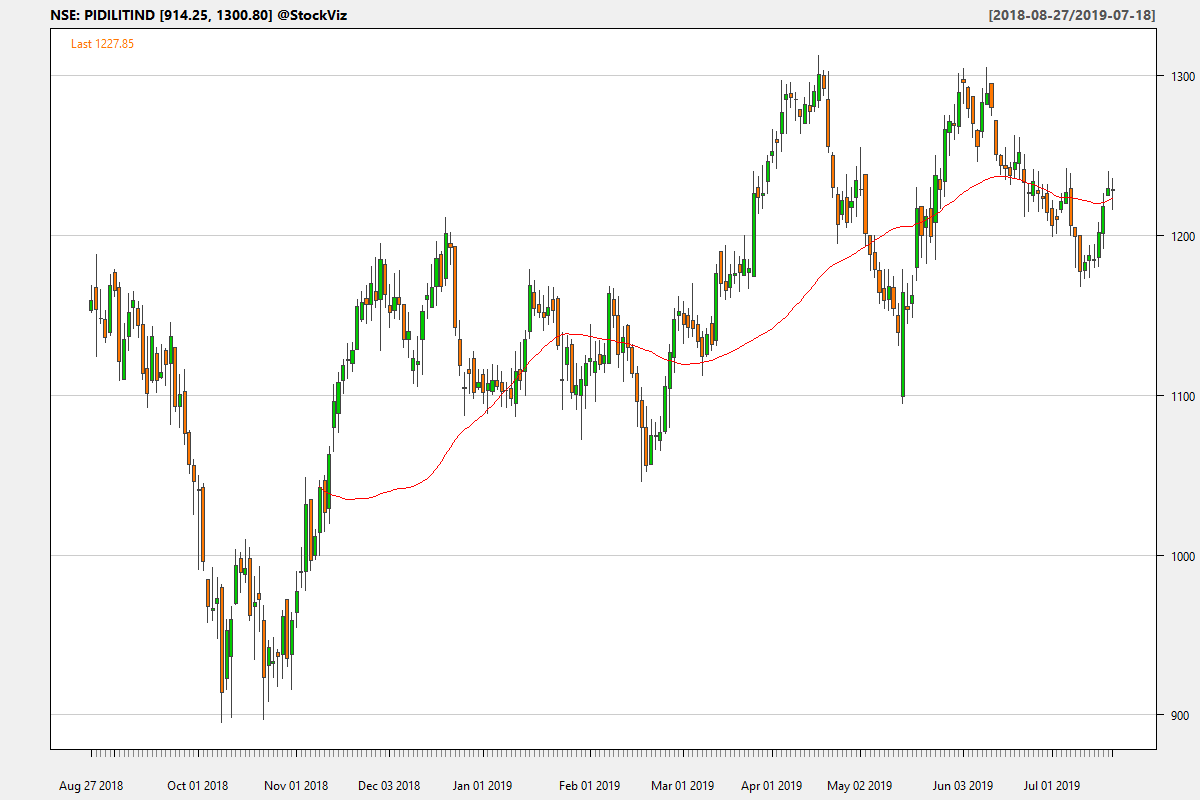 NSE: PIDILITIND [914.25, 1300.80] @StockViz
[2018-08-27/2019-07-18]
Last 1227.85
1300
1200
1100
1000
900
Aug 27 2018
Oct 01 2018
Nov 01 2018
Dec 03 2018
Jan 01 2019
Feb 01 2019
Mar 01 2019
Apr 01 2019
May 02 2019
Jun 03 2019
Jul 01 2019